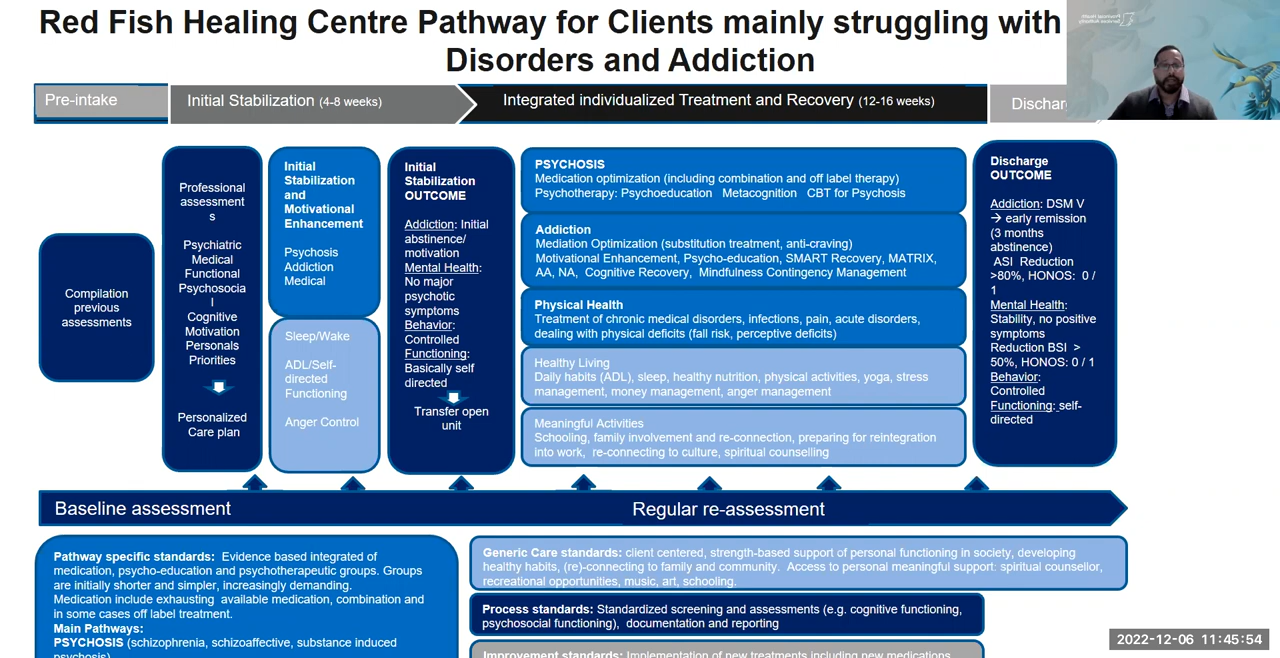 Red Fish Healing Centre Pathway for Clients mainly struggling with
Disorders and Addiction
Pre-intake
Initial Stabilization (4-8 weeks)
Integrated individualized Treatment and Recovery (12-16 weeks)
Discharg
Compilation
previous
assessments
Professional
assessment
s
Psychiatric
Medical
Functional
Psychosocia
l
Cognitive
Motivation
Personals
Priorities
Personalized
Care plan
Initial
Stabilization
and
Motivational
Enhancement
Psychosis
Addiction
Medical
Sleep/Wake
ADL/Self-
directed
Functioning
Anger Control
Initial
Stabilization
OUTCOME
Addiction: Initial
abstinence/
motivation
Mental Health:
No major
psychotic
symptoms
Behavior:
Controlled
Functioning:
Basically self
directed
Transfer open
unit
PSYCHOSIS
Medication optimization (including combination and off label therapy)
Psychotherapy: Psychoeducation Metacognition CBT for Psychosis
Addiction
Mediation Optimization (substitution treatment, anti-craving)
Motivational Enhancement, Psycho-education, SMART Recovery, MATRIX,
AA, NA, Cognitive Recovery, Mindfulness Contingency Management
Physical Health
Treatment of chronic medical disorders, infections, pain, acute disorders,
dealing with physical deficits (fall risk, perceptive deficits)
Healthy Living
Daily habits (ADL), sleep, healthy nutrition, physical activities, yoga, stress
management, money management, anger management
Meaningful Activities
Schooling, family involvement and re-connection, preparing for reintegration
into work, re-connecting to culture, spiritual counselling
Discharge
OUTCOME
Addiction: DSM V
→ early remission
(3 months
abstinence)
ASI Reduction
>80%, HONOS: 0 /
1
Mental Health:
Stability, no positive
symptoms
Reduction BSI >
50%, HONOS: 0 / 1
Behavior:
Controlled
Functioning: self-
directed
Baseline assessment
Regular re-assessment
Pathway specific standards: Evidence based integrated of
medication, psycho-education and psychotherapeutic groups. Groups
are initially shorter and simpler, increasingly demanding.
Medication include exhausting available medication, combination and
in some cases off label treatment.
Main Pathways:
PSYCHOSIS (schizophrenia, schizoaffective, substance induced
psychosis)
Generic Care standards: client centered, strength-based support of personal functioning in society, developing
healthy habits, (re)-connecting to family and community. Access to personal meaningful support: spiritual counsellor,
recreational opportunities, music, art, schooling.
Process standards: Standardized screening and assessments (e.g. cognitive functioning,
psychosocial functioning), documentation and reporting
Improvement standards: Implementation of new treatments including new medications
2022-12-06 11:45:54